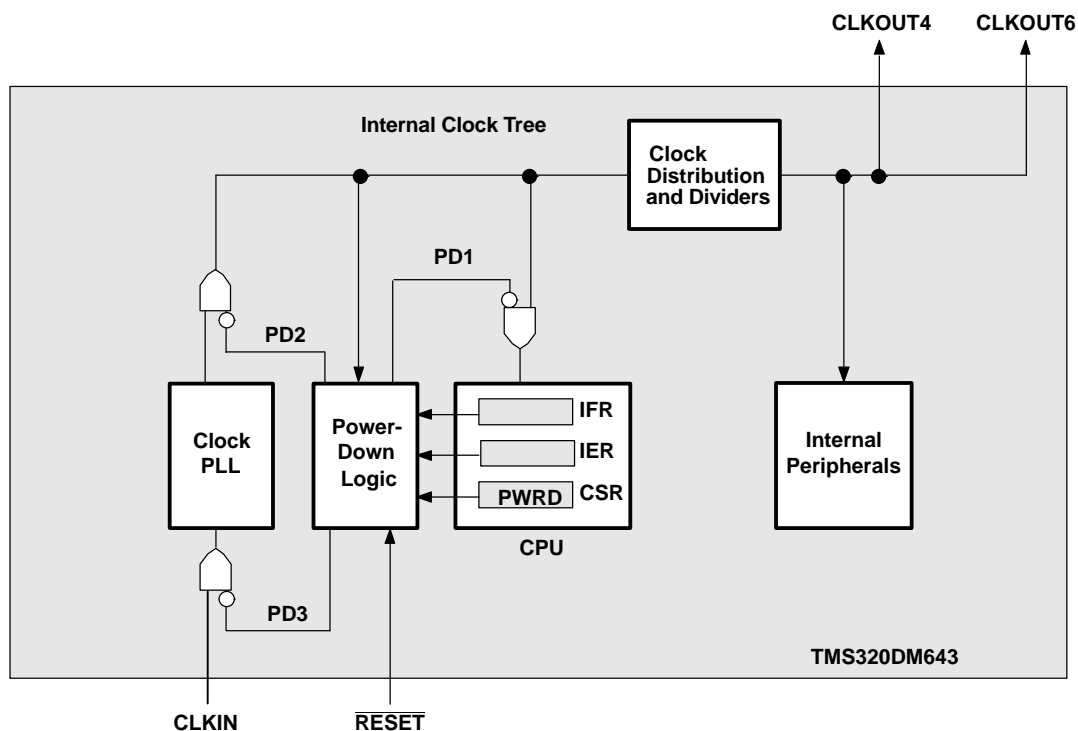 CLKOUT4
CLKOUT6
Internal Clock Tree
Clock
Distribution
and Dividers
PD1
PD2
Clock
PLL
Power-
Down
Logic
IFR
IER
PWRD
CSR
CPU
Internal
Peripherals
PD3
TMS320DM643
CLKIN
RESET